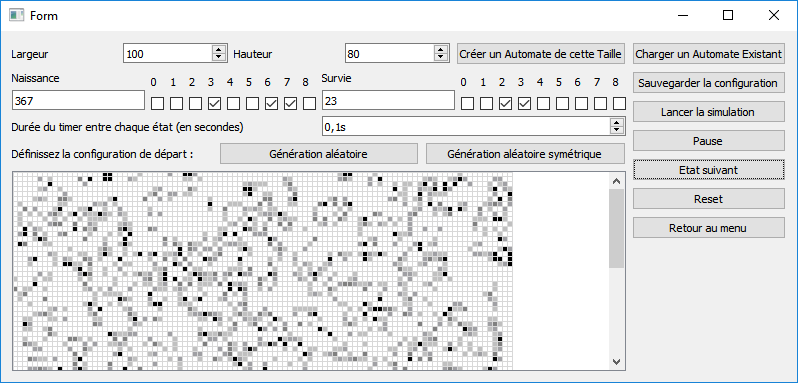 Form
Largeur 100 Hauteur 80 Créer un Automate de cette Taille Charger un Automate Existant
Naissance 0 1 2 3 4 5 6 7 8 Survie 0 1 2 3 4 5 6 7 8 Sauvegarder la configuration
367 23 Lancer la simulation
Durée du timer entre chaque état (en secondes) 0,1s
Pause
Définissez la configuration de départ : Génération aléatoire Génération aléatoire symétrique
Etat suivant
Reset
Retour au menu